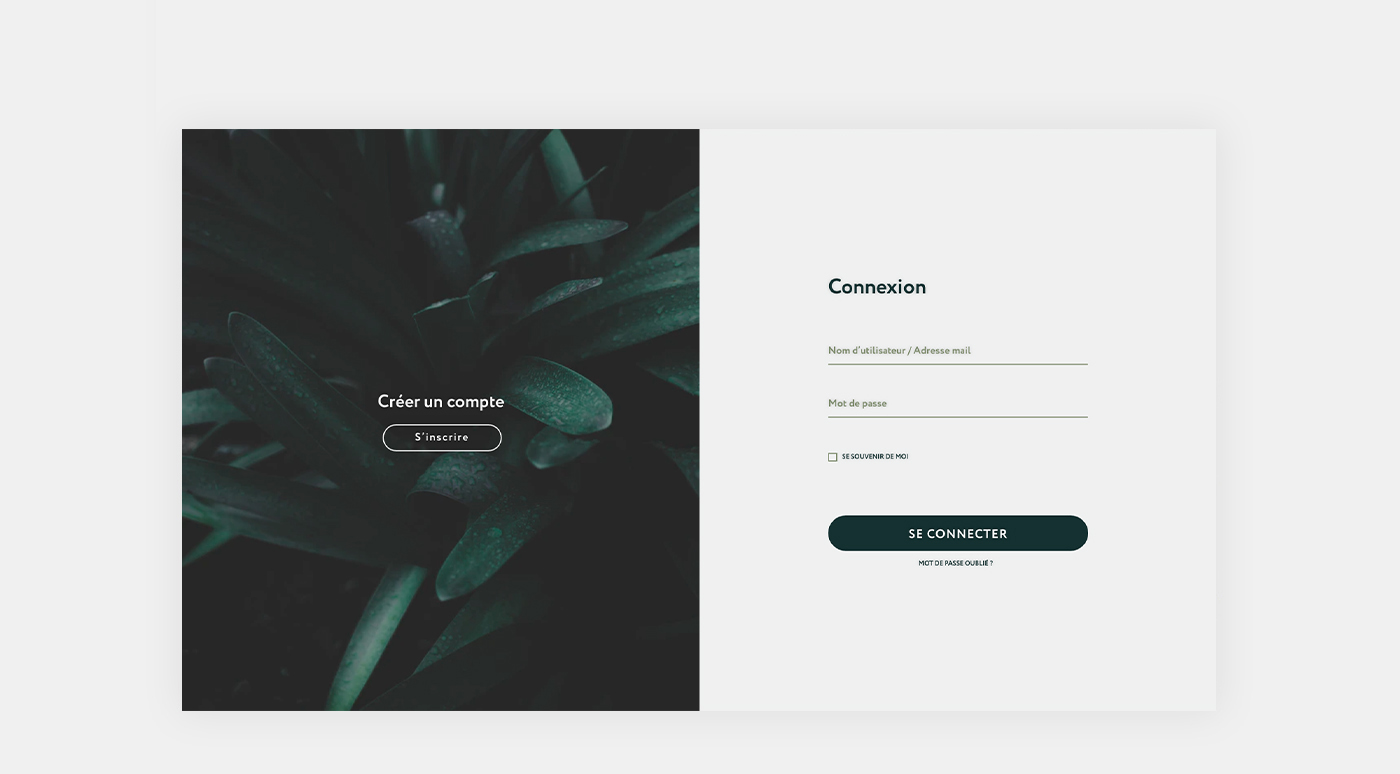 Créer un compte
S'inscrire
Connexion
Nom d'utilisateur / Adresse mail
Mot de passe
SE SOUVENIR DE MOI
SE CONNECTER
MOT DE PASSE OUBLIÉ ?